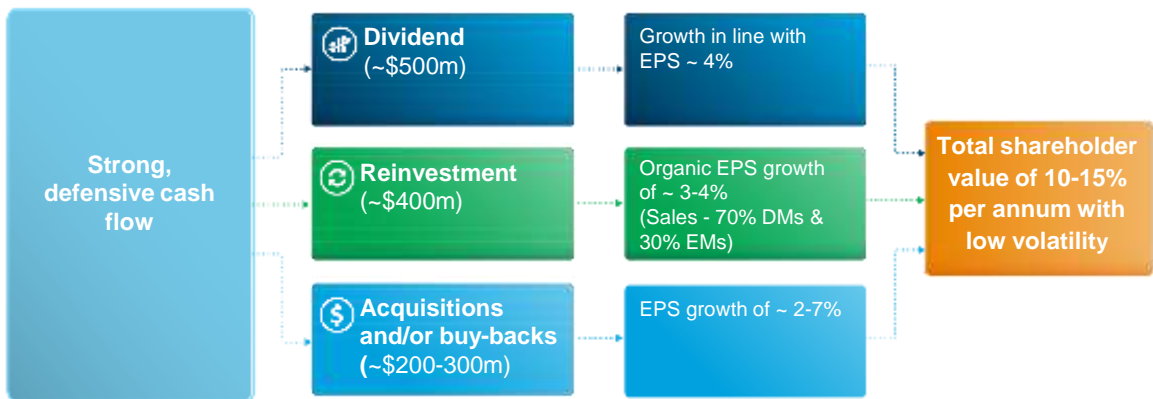 Strong,
defensive cash
flow
Dividend
(~$500m)
Growth in line with
EPS ~ 4%
Reinvestment
(~$400m)
Organic EPS growth
of ~ 3-4%
(Sales - 70% DMs &
30% EMs)
$
Acquisitions
and/or buy-backs
(~$200-300m)
EPS growth of ~ 2-7%
Total shareholder
value of 10-15%
per annum with
low volatility